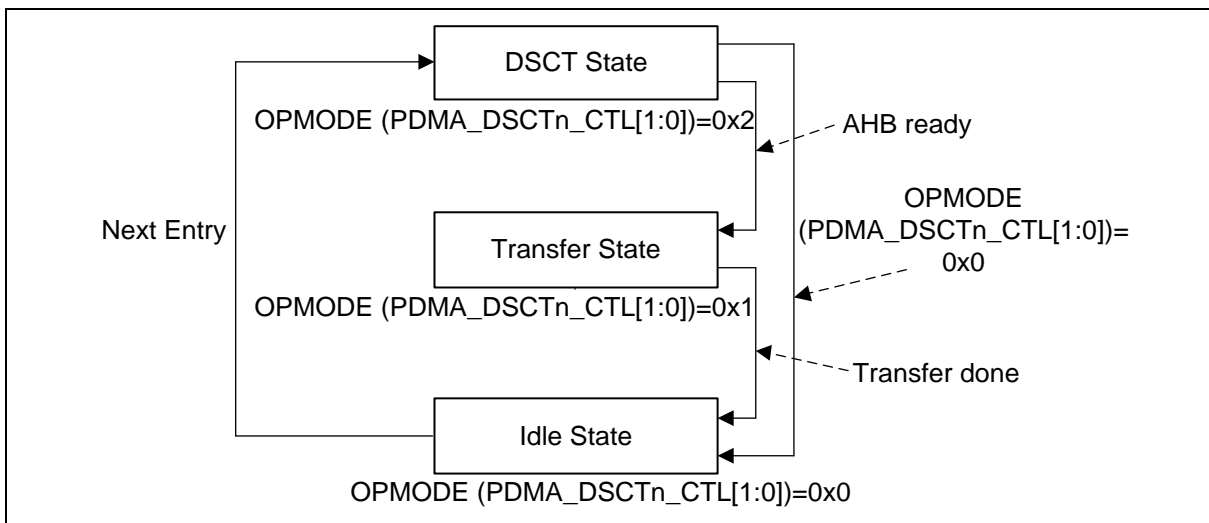 DSCT State
OPMODE (PDMA_DSCTn_CTL[1:0])=0x2
AHB ready
OPMODE
(PDMA_DSCTn_CTL[1:0])=
0x0
Next Entry
Transfer State
OPMODE (PDMA_DSCTn_CTL[1:0])=0x1
Transfer done
Idle State
OPMODE (PDMA_DSCTn_CTL[1:0])=0x0